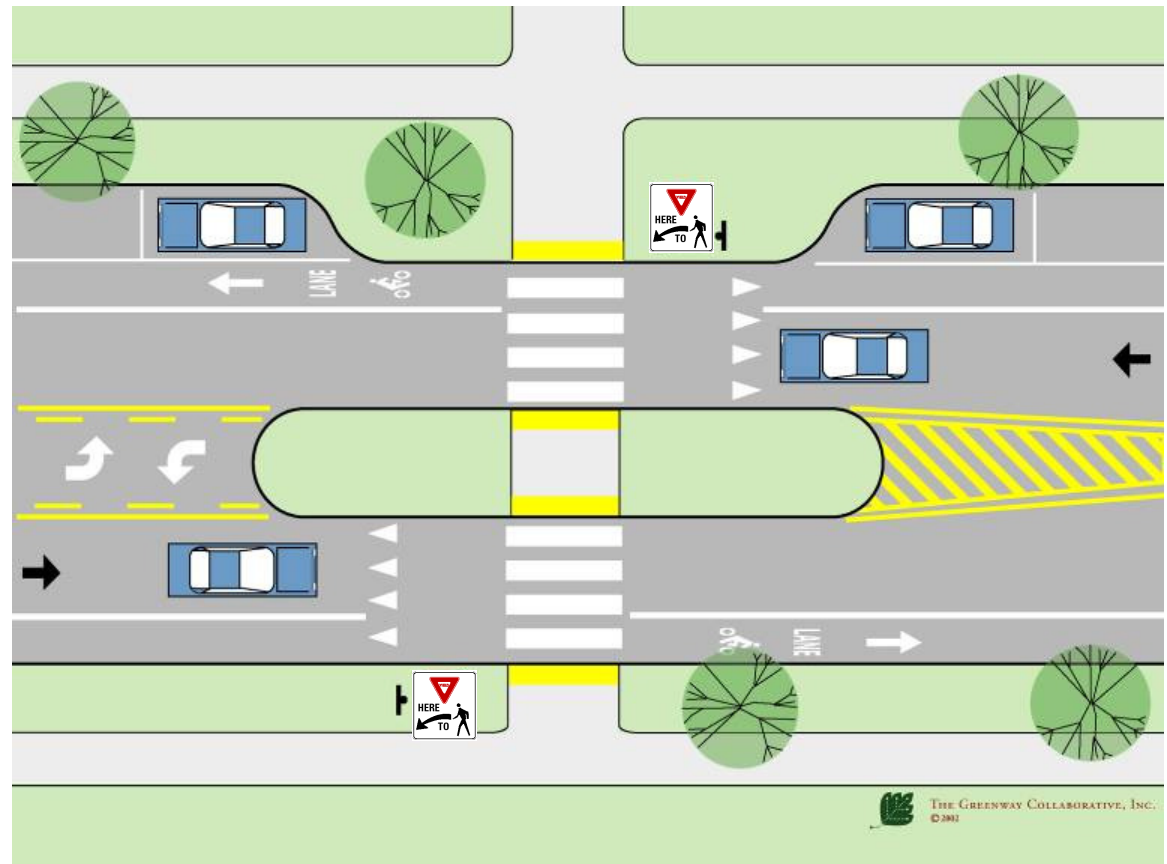 HERE
TO
LANE
LANE
HERE
TO
THE GREENWAY COLLABORATIVE, INC.
© 2002